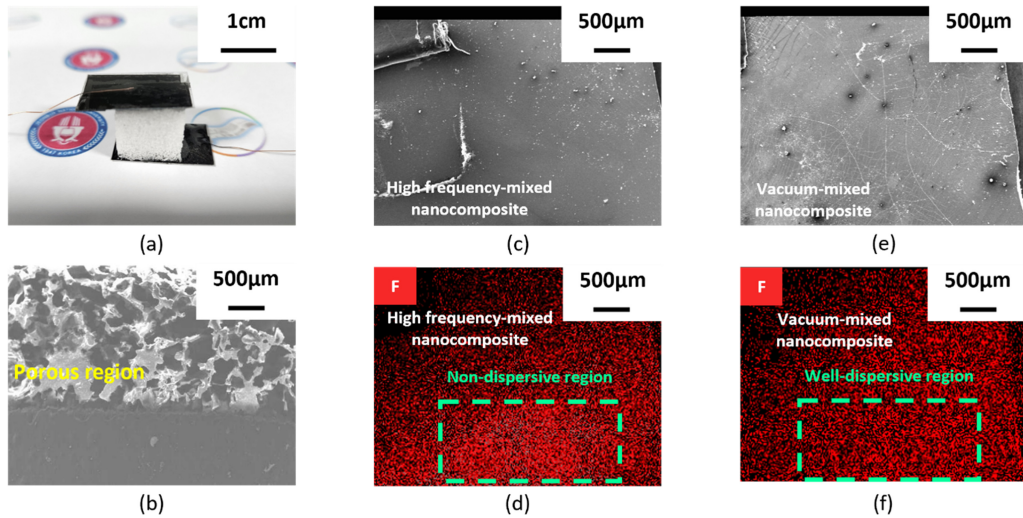 1cm
500µm
500µm
High frequency-mixed
nanocomposite
Vacuum-mixed
nanocomposite
(a)
(c)
(e)
500µm
Porous region
F
500µm
High frequency-mixed
nanocomposite
Non-dispersive region
F
500µm
Vacuum-mixed
nanocomposite
Well-dispersive region
(b)
(d)
(f)